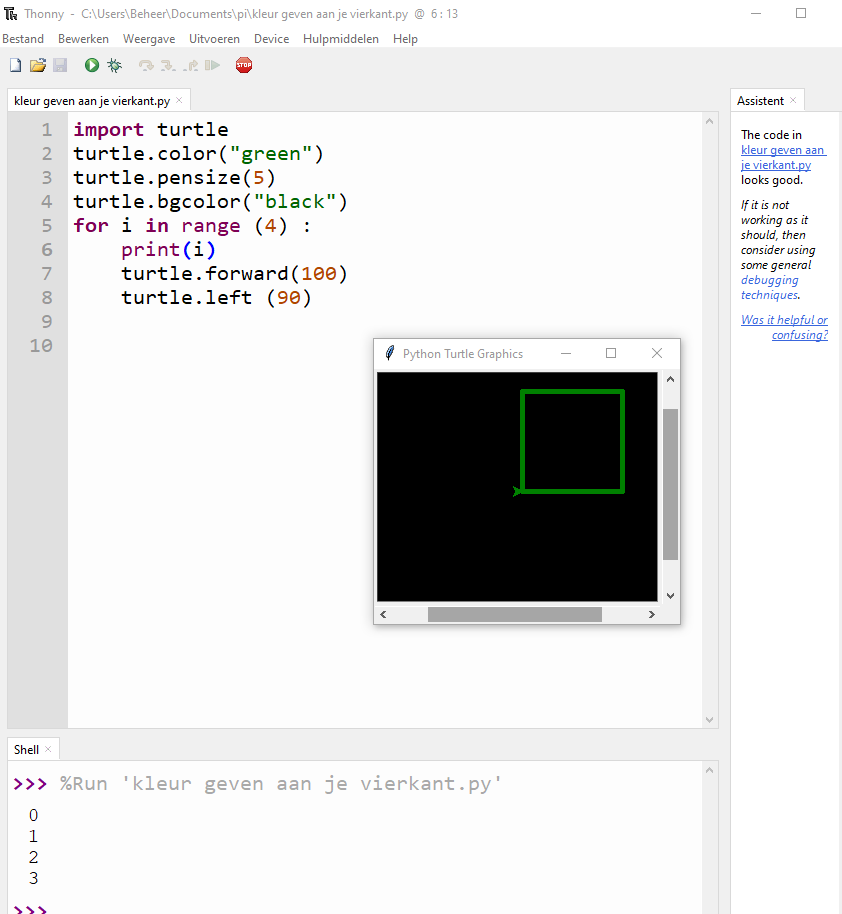 Thonny - C:\Users\Beheer\Documents\pi\kleur geven aan je vierkant.py @ 6 : 13
Bestand Bewerken Weergave Uitvoeren Device Hulpmiddelen Help
STOP
kleur geven aan je vierkant.py ×
1 import turtle
2 turtle.color("green")
3 turtle.pensize(5)
4 turtle.bgcolor("black")
5 for i in range (4) :
6     print(i)
7     turtle.forward(100)
8     turtle.left (90)
9
10
Python Turtle Graphics
Shell ×
>>> %Run 'kleur geven aan je vierkant.py'
0
1
2
3
>>>
Assistent ×
The code in
kleur geven aan
je vierkant.py
looks good.
If it is not
working as it
should, then
consider using
some general
debugging
techniques.
Was it helpful or
confusing?